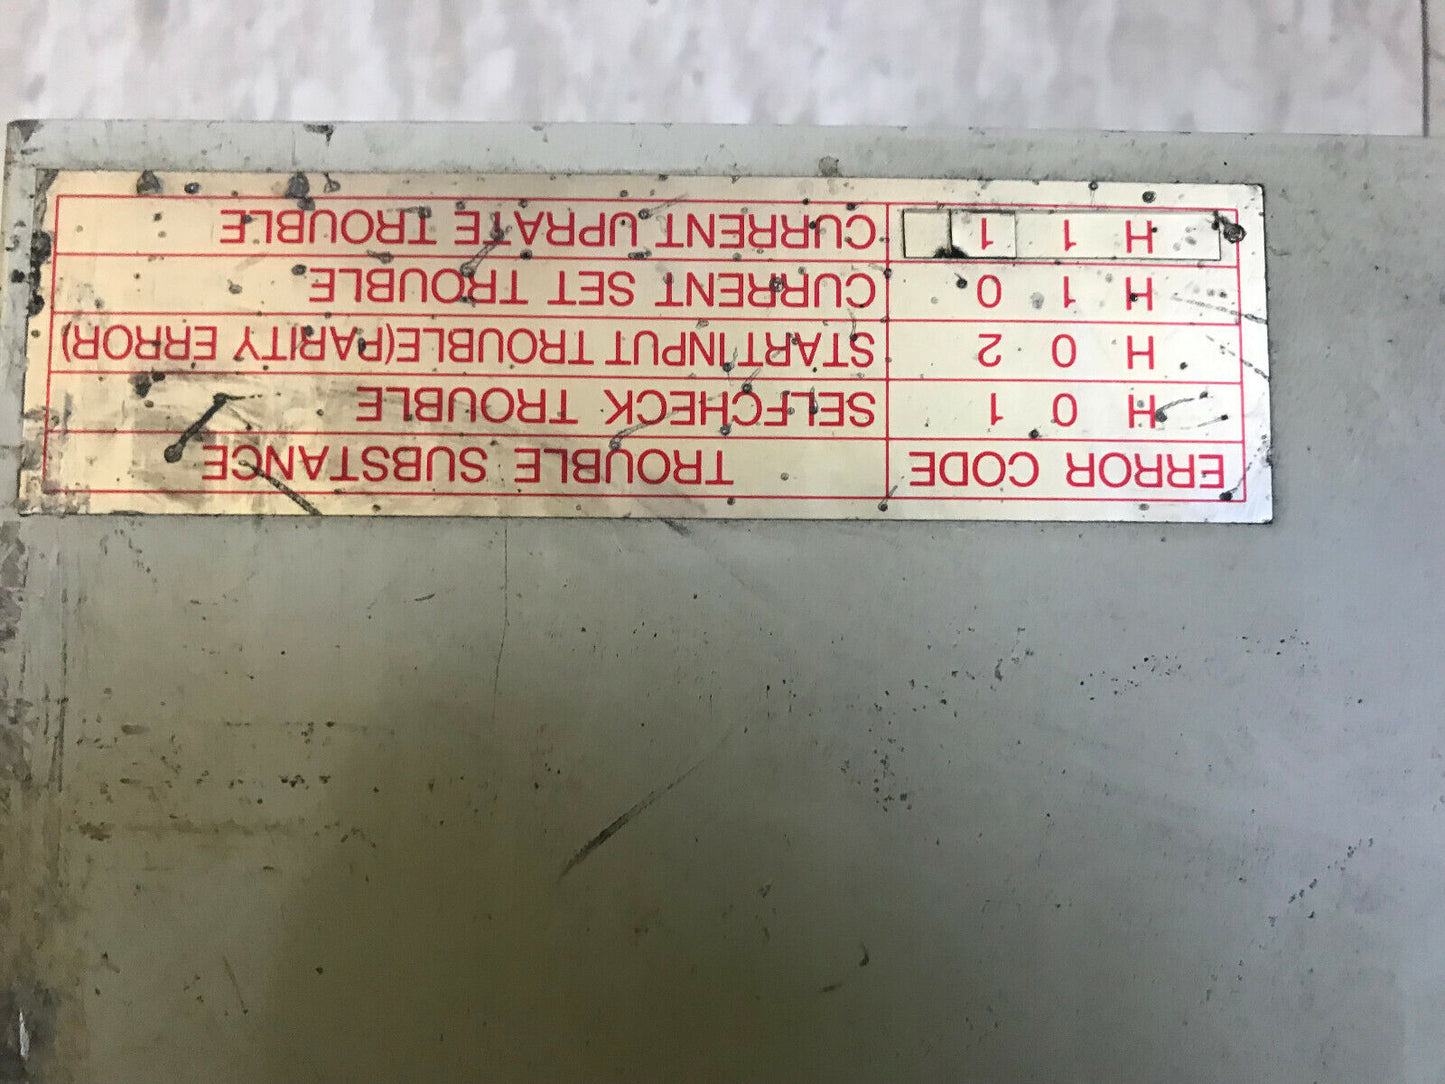 ERROR CODE TROUBLE SUBSTANCE
H 0 1 SELFCHECK TROUBLE
H 0 2 STARTINPUT TROUBLE(PARITY ERROR)
H 1 0 CURRENT SET TROUBLE
H 1 1 CURRENT UPRATE TROUBLE